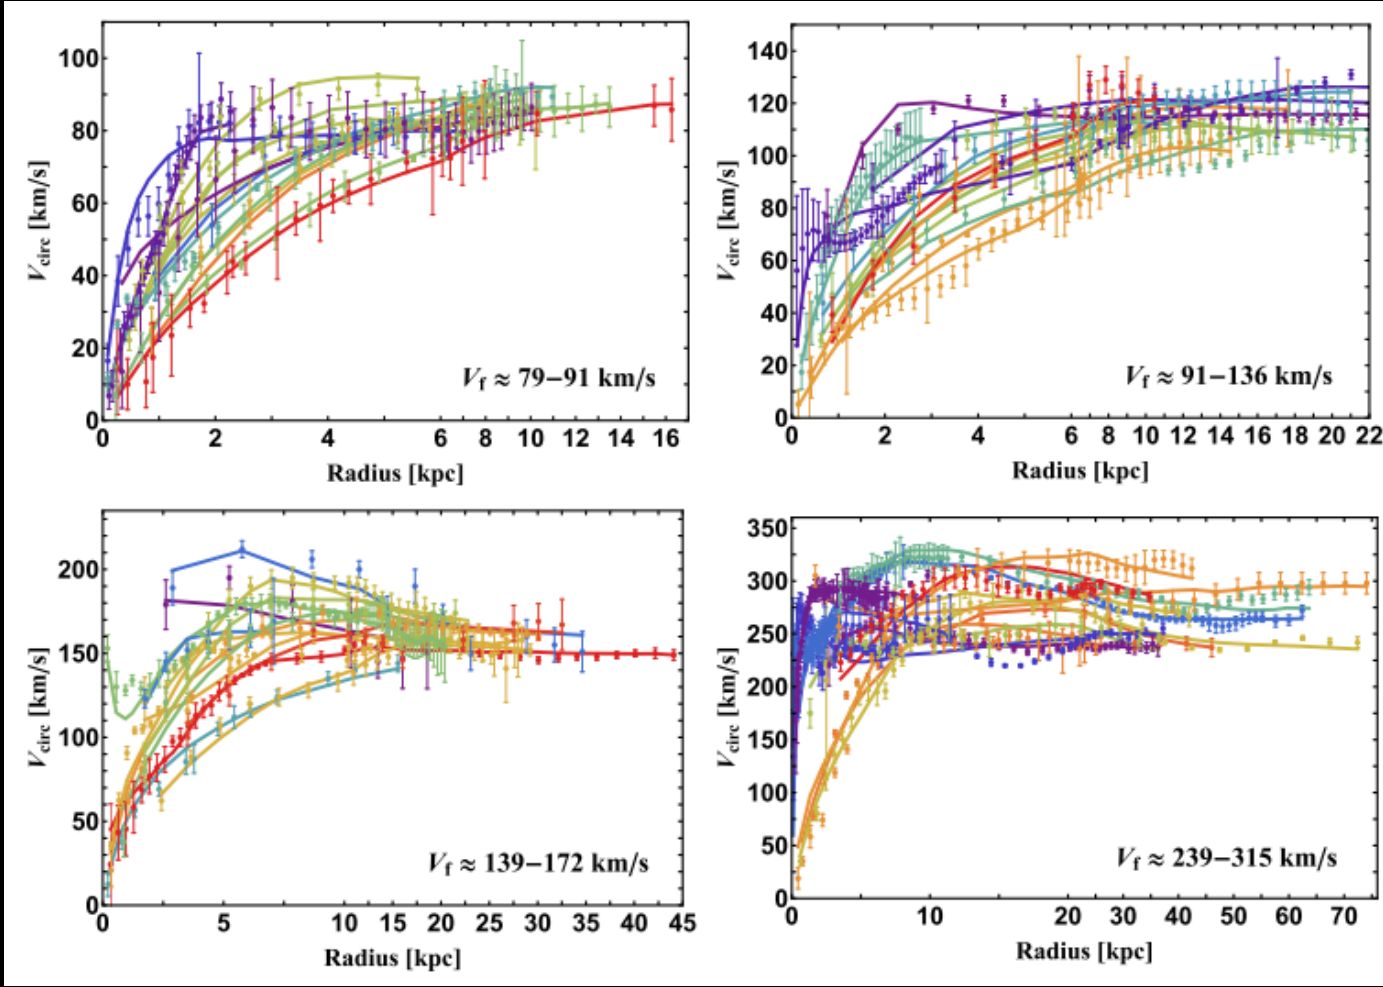 100
80
60
40
20
0
V_circ [km/s]
V_f ≈ 79−91 km/s
0 2 4 6 8 10 12 14 16
Radius [kpc]
140
120
100
80
60
40
20
0
V_circ [km/s]
V_f ≈ 91−136 km/s
0 2 4 6 8 10 12 14 16 18 20 22
Radius [kpc]
200
150
100
50
0
V_circ [km/s]
V_f ≈ 139−172 km/s
0 5 10 15 20 25 30 35 40 45
Radius [kpc]
350
300
250
200
150
100
50
0
V_circ [km/s]
V_f ≈ 239−315 km/s
0 10 20 30 40 50 60 70
Radius [kpc]